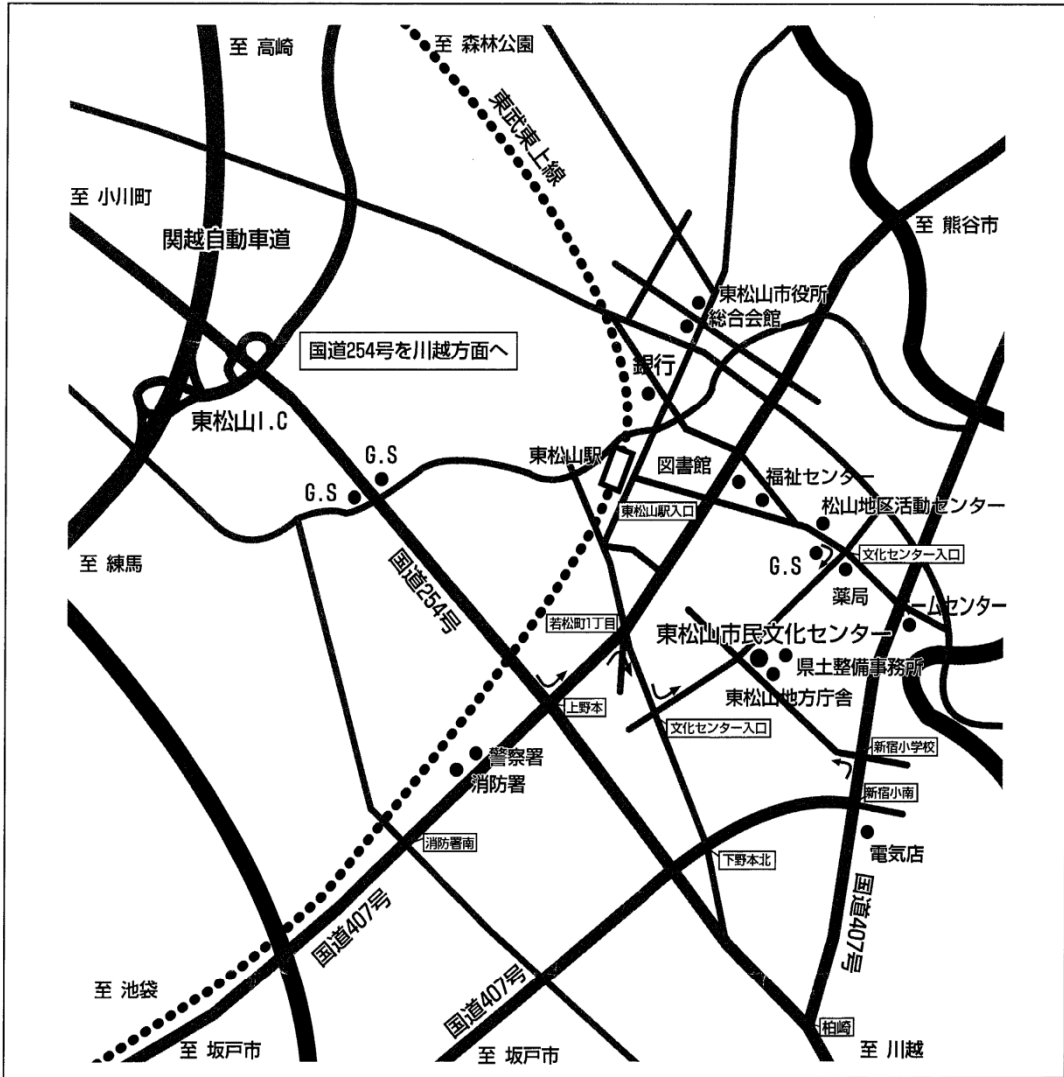 至 高崎
至 森林公園
東武東上線
至 小川町
関越自動車道
至 熊谷市
東松山市役所
総合会館
国道254号を川越方面へ
銀行
東松山I.C
G.S
東松山駅
図書館
福祉センター
G.S
東松山駅入口
松山地区活動センター
至 練馬
国道254号
G.S
文化センター入口
薬局
ームセンター
若松町1丁目
東松山市民文化センター
県土整備事務所
東松山地方庁舎
上野本
文化センター入口
新宿小学校
警察署
消防署
新宿小南
消防署南
下野本北
電気店
国道407号
国道407号
国道407号
至 池袋
柏崎
至 坂戸市
至 坂戸市
至 川越